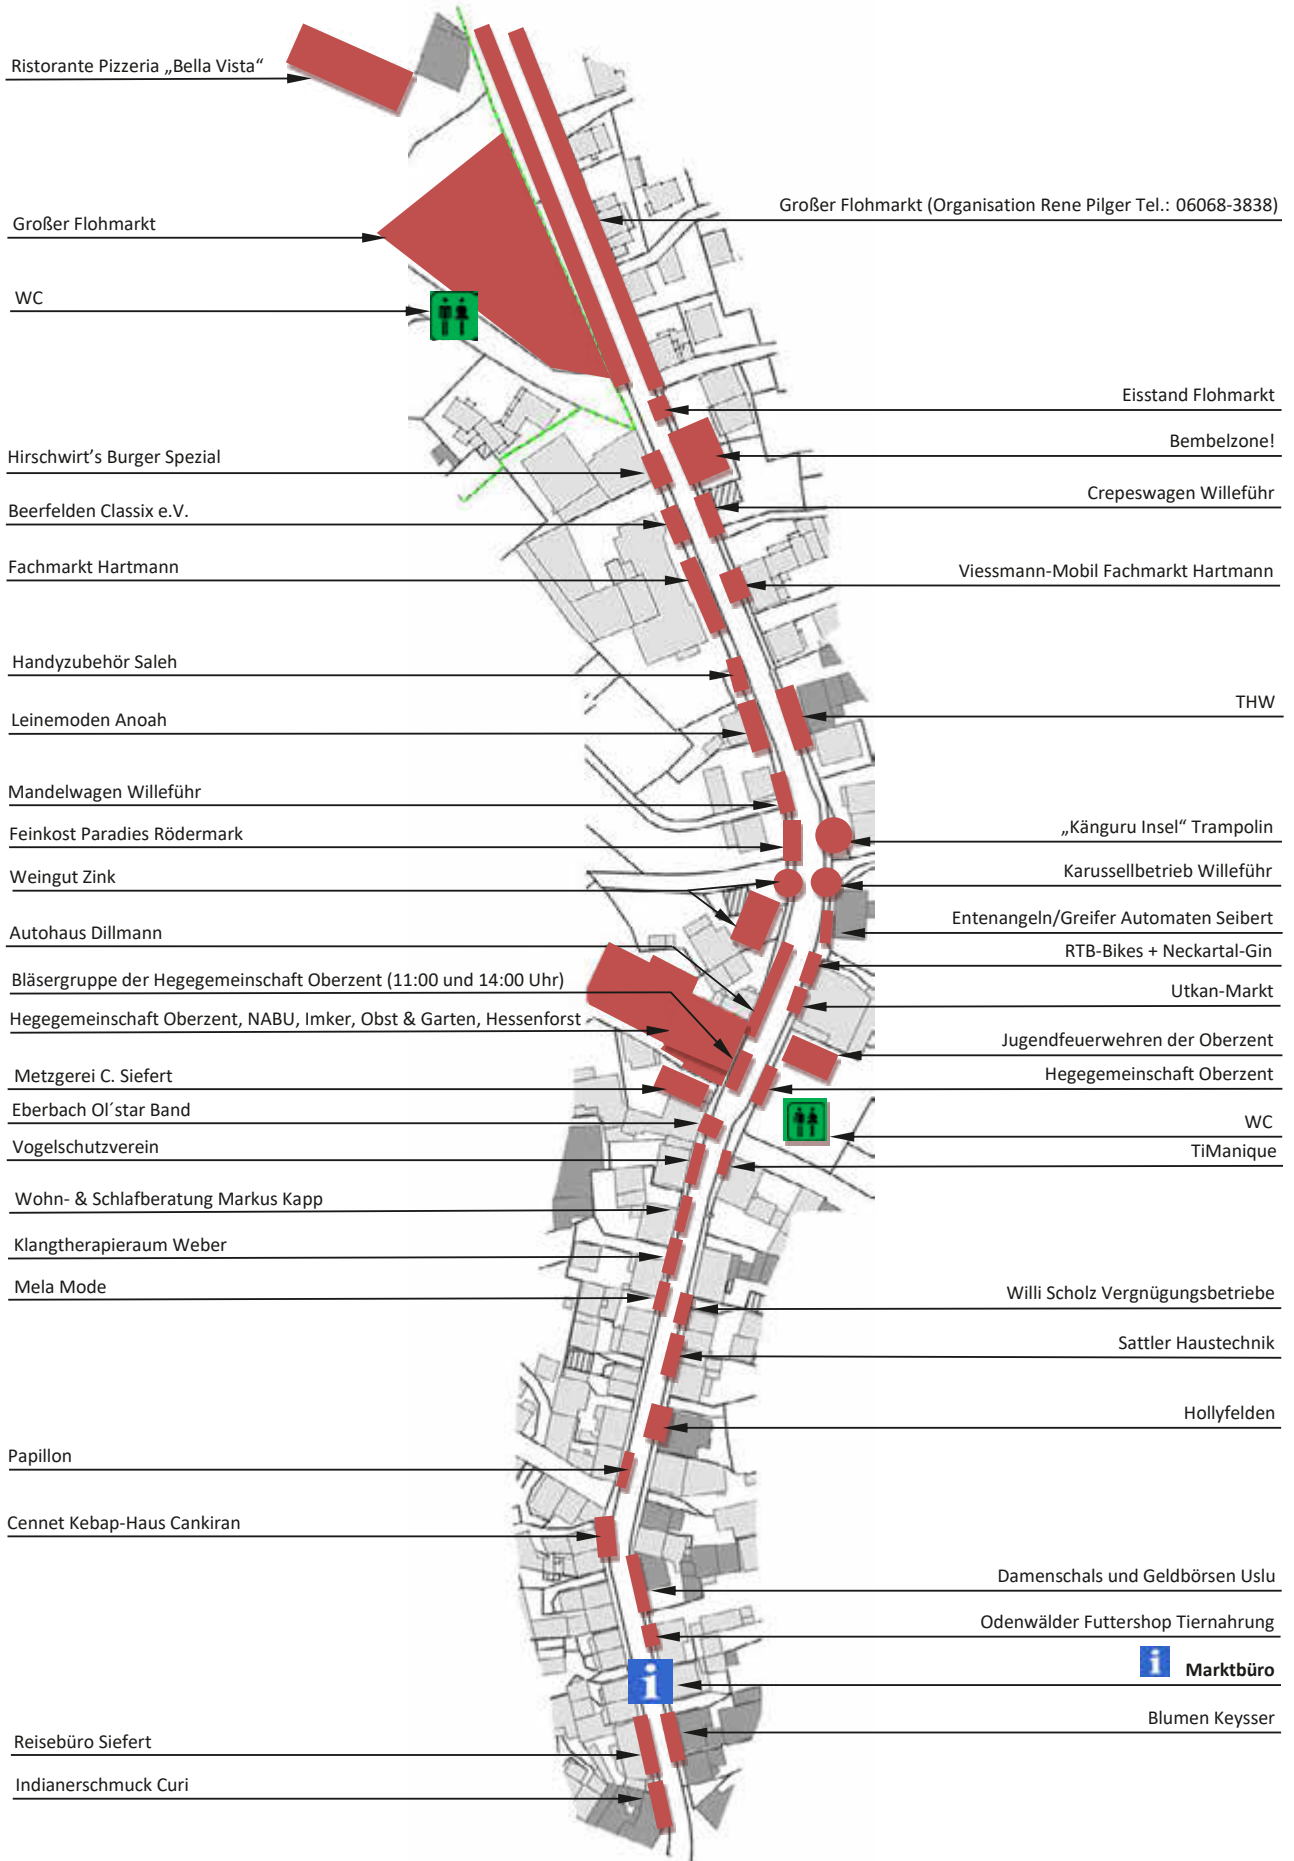 Ristorante Pizzeria „Bella Vista“
Großer Flohmarkt
WC
Hirschwirt’s Burger Spezial
Beerfelden Classix e.V.
Fachmarkt Hartmann
Handyzubehör Saleh
Leinemoden Anoah
Mandelwagen Willeführ
Feinkost Paradies Rödermark
Weingut Zink
Autohaus Dillmann
Bläsergruppe der Hegegemeinschaft Oberzent (11:00 und 14:00 Uhr)
Hegegemeinschaft Oberzent, NABU, Imker, Obst & Garten, Hessenforst
Metzgerei C. Siefert
Eberbach Ol´star Band
Vogelschutzverein
Wohn- & Schlafberatung Markus Kapp
Klangtherapieraum Weber
Mela Mode
Papillon
Cennet Kebap-Haus Cankiran
Reisebüro Siefert
Indianerschmuck Curi
Großer Flohmarkt (Organisation Rene Pilger Tel.: 06068-3838)
Eisstand Flohmarkt
Bembelzone!
Crepeswagen Willeführ
Viessmann-Mobil Fachmarkt Hartmann
THW
„Känguru Insel“ Trampolin
Karussellbetrieb Willeführ
Entenangeln/Greifer Automaten Seibert
RTB-Bikes + Neckartal-Gin
Utkan-Markt
Jugendfeuerwehren der Oberzent
Hegegemeinschaft Oberzent
WC
TiManique
Willi Scholz Vergnügungsbetriebe
Sattler Haustechnik
Hollyfelden
Damenschals und Geldbörsen Uslu
Odenwälder Futtershop Tiernahrung
i Marktbüro
i
Blumen Keysser